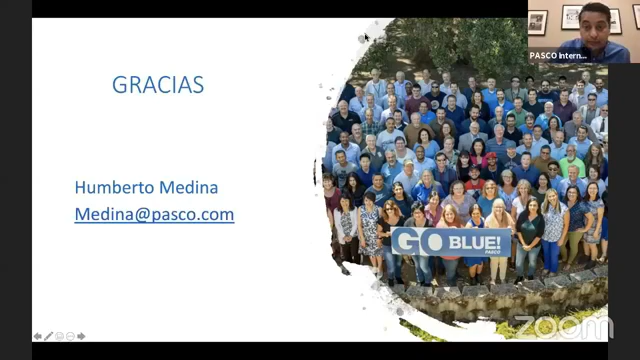 GRACIAS
Humberto Medina
Medina@pasco.com
GO BLUE!
PASCO
PASCO Intern...
zoom